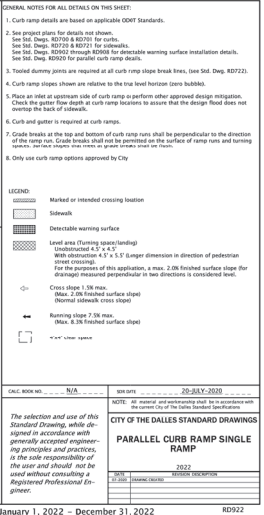 GENERAL NOTES FOR ALL DETAILS ON THIS SHEET:
1. Curb ramp details are based on applicable ODOT Standards.
2. See project plans for details not shown.
See Std. Dwgs. RD700 & RD701 for curbs.
See Std. Dwgs. RD720 & RD721 for sidewalks.
See Std. Dwgs. RD902 through RD908 for detectable warning surface installation details.
See Std. Dwg. RD920 for parallel curb ramp details.
3. Tooled dummy joints are required at all curb ramp slope break lines, (see Std. Dwg. RD722).
4. Curb ramp slopes shown are relative to the true level horizon (zero bubble).
5. Place an inlet at upstream side of curb ramp or perform other approved design mitigation.
Check the gutter flow depth at curb ramp locations to assure that the design flood does not
overtop the back of sidewalk.
6. Curb and gutter is required at curb ramps.
7. Grade breaks at the top and bottom of curb ramp runs shall be perpendicular to the direction
of the ramp run. Grade breaks shall not be permitted on the surface of ramp runs and turning
spaces. Surface slopes that meet at grade breaks shall be flush.
8. Only use curb ramp options approved by City
LEGEND:
Marked or intended crossing location
Sidewalk
Detectable warning surface
Level area (Turning space/landing)
Unobstructed 4.5' x 4.5'
With obstruction 4.5' x 5.5' (Longer dimension in direction of pedestrian
street crossing).
For the purposes of this application, a max. 2.0% finished surface slope (for
drainage) measured perpendicular in two directions is considered level.
Cross slope 1.5% max.
(Max. 2.0% finished surface slope)
(Normal sidewalk cross slope)
Running slope 7.5% max.
(Max. 8.3% finished surface slope)
4'x4' clear space
CALC. BOOK NO. N/A
SDR DATE 20-JULY-2020
NOTE: All material and workmanship shall be in accordance with
the current City of The Dalles Standard Specifications
The selection and use of this
Standard Drawing, while de-
signed in accordance with
generally accepted engineer-
ing principles and practices,
is the sole responsibility of
the user and should not be
used without consulting a
Registered Professional En-
gineer.
CITY OF THE DALLES STANDARD DRAWINGS
PARALLEL CURB RAMP SINGLE
RAMP
2022
DATE REVISION DESCRIPTION
07-2020 DRAWING CREATED
January 1, 2022 - December 31, 2022
RD922